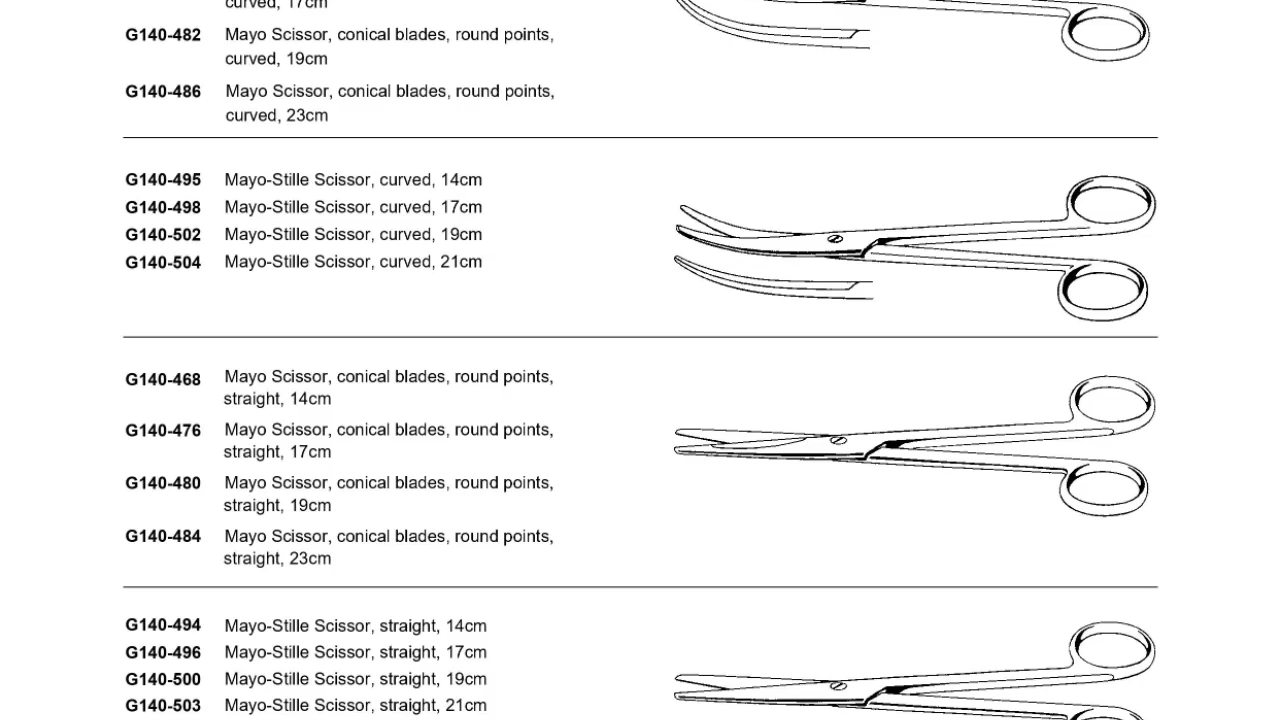 curved, 17cm
G140-482 Mayo Scissor, conical blades, round points,
curved, 19cm
G140-486 Mayo Scissor, conical blades, round points,
curved, 23cm
G140-495 Mayo-Stille Scissor, curved, 14cm
G140-498 Mayo-Stille Scissor, curved, 17cm
G140-502 Mayo-Stille Scissor, curved, 19cm
G140-504 Mayo-Stille Scissor, curved, 21cm
G140-468 Mayo Scissor, conical blades, round points,
straight, 14cm
G140-476 Mayo Scissor, conical blades, round points,
straight, 17cm
G140-480 Mayo Scissor, conical blades, round points,
straight, 19cm
G140-484 Mayo Scissor, conical blades, round points,
straight, 23cm
G140-494 Mayo-Stille Scissor, straight, 14cm
G140-496 Mayo-Stille Scissor, straight, 17cm
G140-500 Mayo-Stille Scissor, straight, 19cm
G140-503 Mayo-Stille Scissor, straight, 21cm